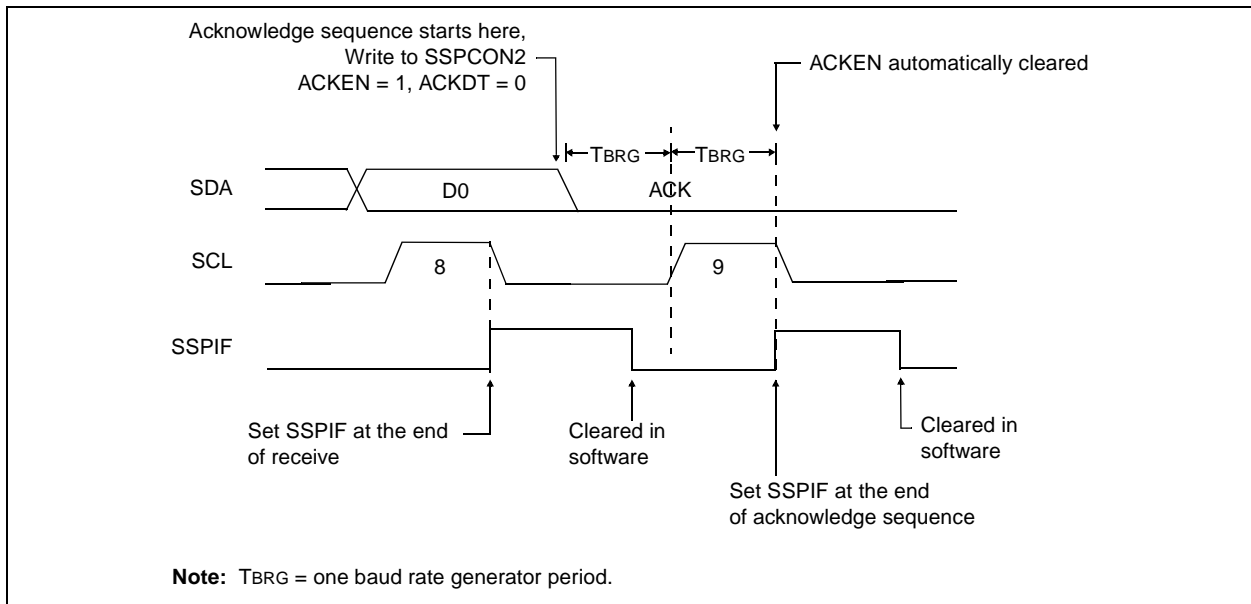 Acknowledge sequence starts here,
Write to SSPCON2
ACKEN = 1, ACKDT = 0
ACKEN automatically cleared
TBRG
TBRG
SDA
D0
ACK
SCL
8
9
SSPIF
Set SSPIF at the end
of receive
Cleared in
software
Cleared in
software
Set SSPIF at the end
of acknowledge sequence
Note: TBRG = one baud rate generator period.